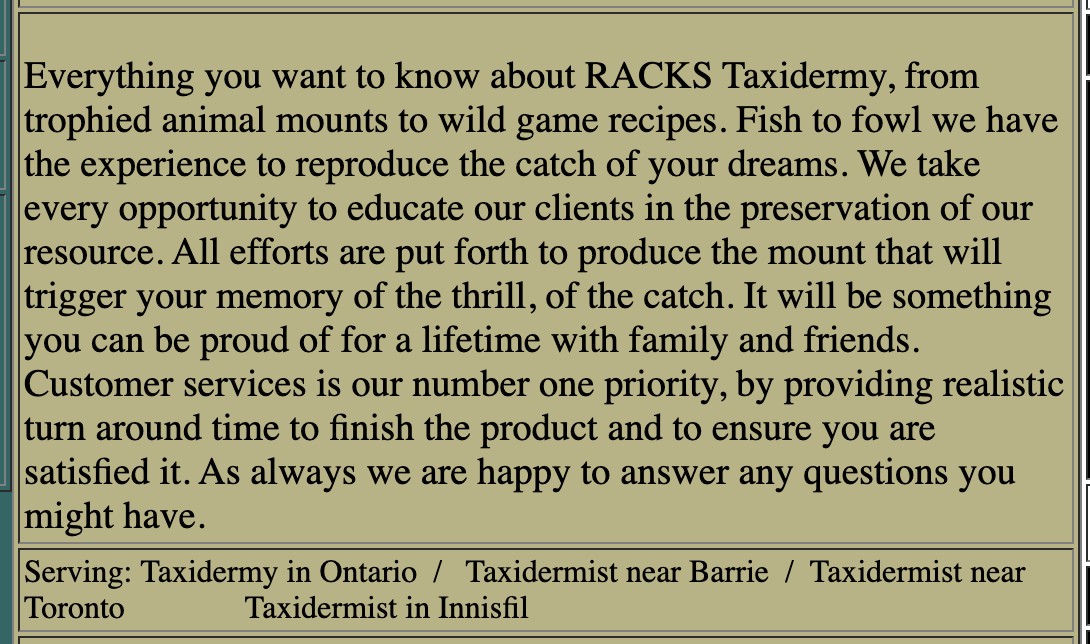 Everything you want to know about RACKS Taxidermy, from
trophied animal mounts to wild game recipes. Fish to fowl we have
the experience to reproduce the catch of your dreams. We take
every opportunity to educate our clients in the preservation of our
resource. All efforts are put forth to produce the mount that will
trigger your memory of the thrill, of the catch. It will be something
you can be proud of for a lifetime with family and friends.
Customer services is our number one priority, by providing realistic
turn around time to finish the product and to ensure you are
satisfied it. As always we are happy to answer any questions you
might have.
Serving: Taxidermy in Ontario / Taxidermist near Barrie / Taxidermist near
Toronto Taxidermist in Innisfil